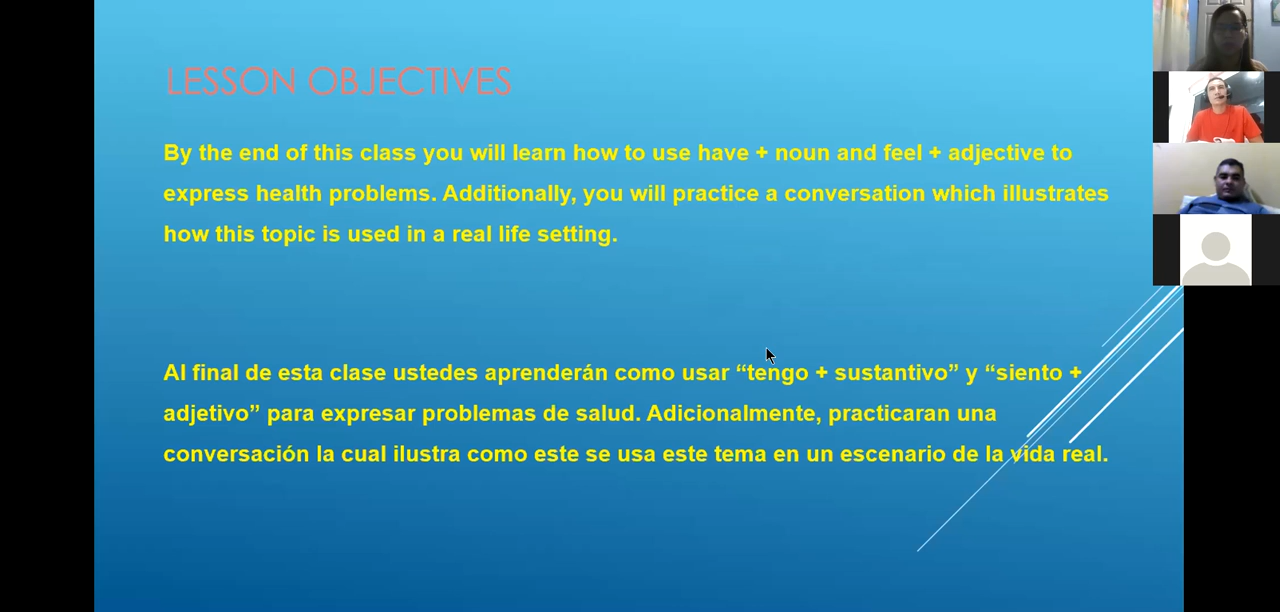 LESSON OBJECTIVES
By the end of this class you will learn how to use have + noun and feel + adjective to
express health problems. Additionally, you will practice a conversation which illustrates
how this topic is used in a real life setting.
Al final de esta clase ustedes aprenderán como usar “tengo + sustantivo” y “siento +
adjetivo” para expresar problemas de salud. Adicionalmente, practicaran una
conversación la cual ilustra como este se usa este tema en un escenario de la vida real.